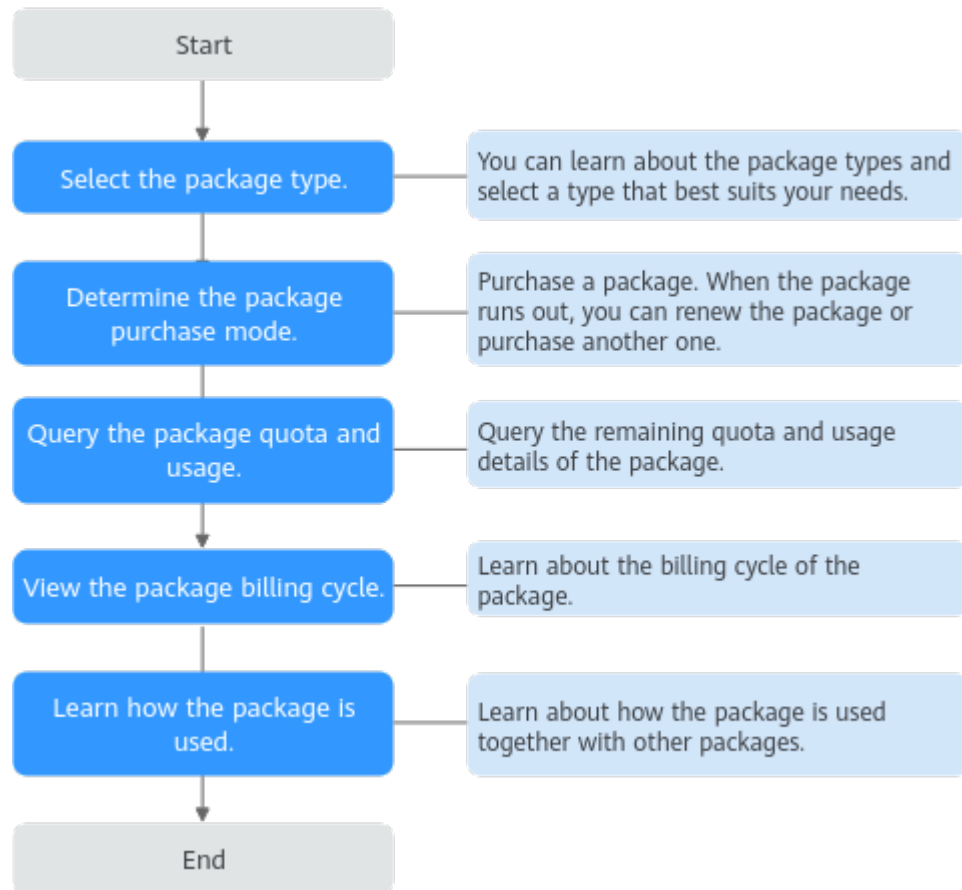 Start
Select the package type.
You can learn about the package types and
select a type that best suits your needs.
Determine the package
purchase mode.
Purchase a package. When the package
runs out, you can renew the package or
purchase another one.
Query the package quota and
usage.
Query the remaining quota and usage
details of the package.
View the package billing cycle.
Learn about the billing cycle of the
package.
Learn how the package is
used.
Learn about how the package is used
together with other packages.
End